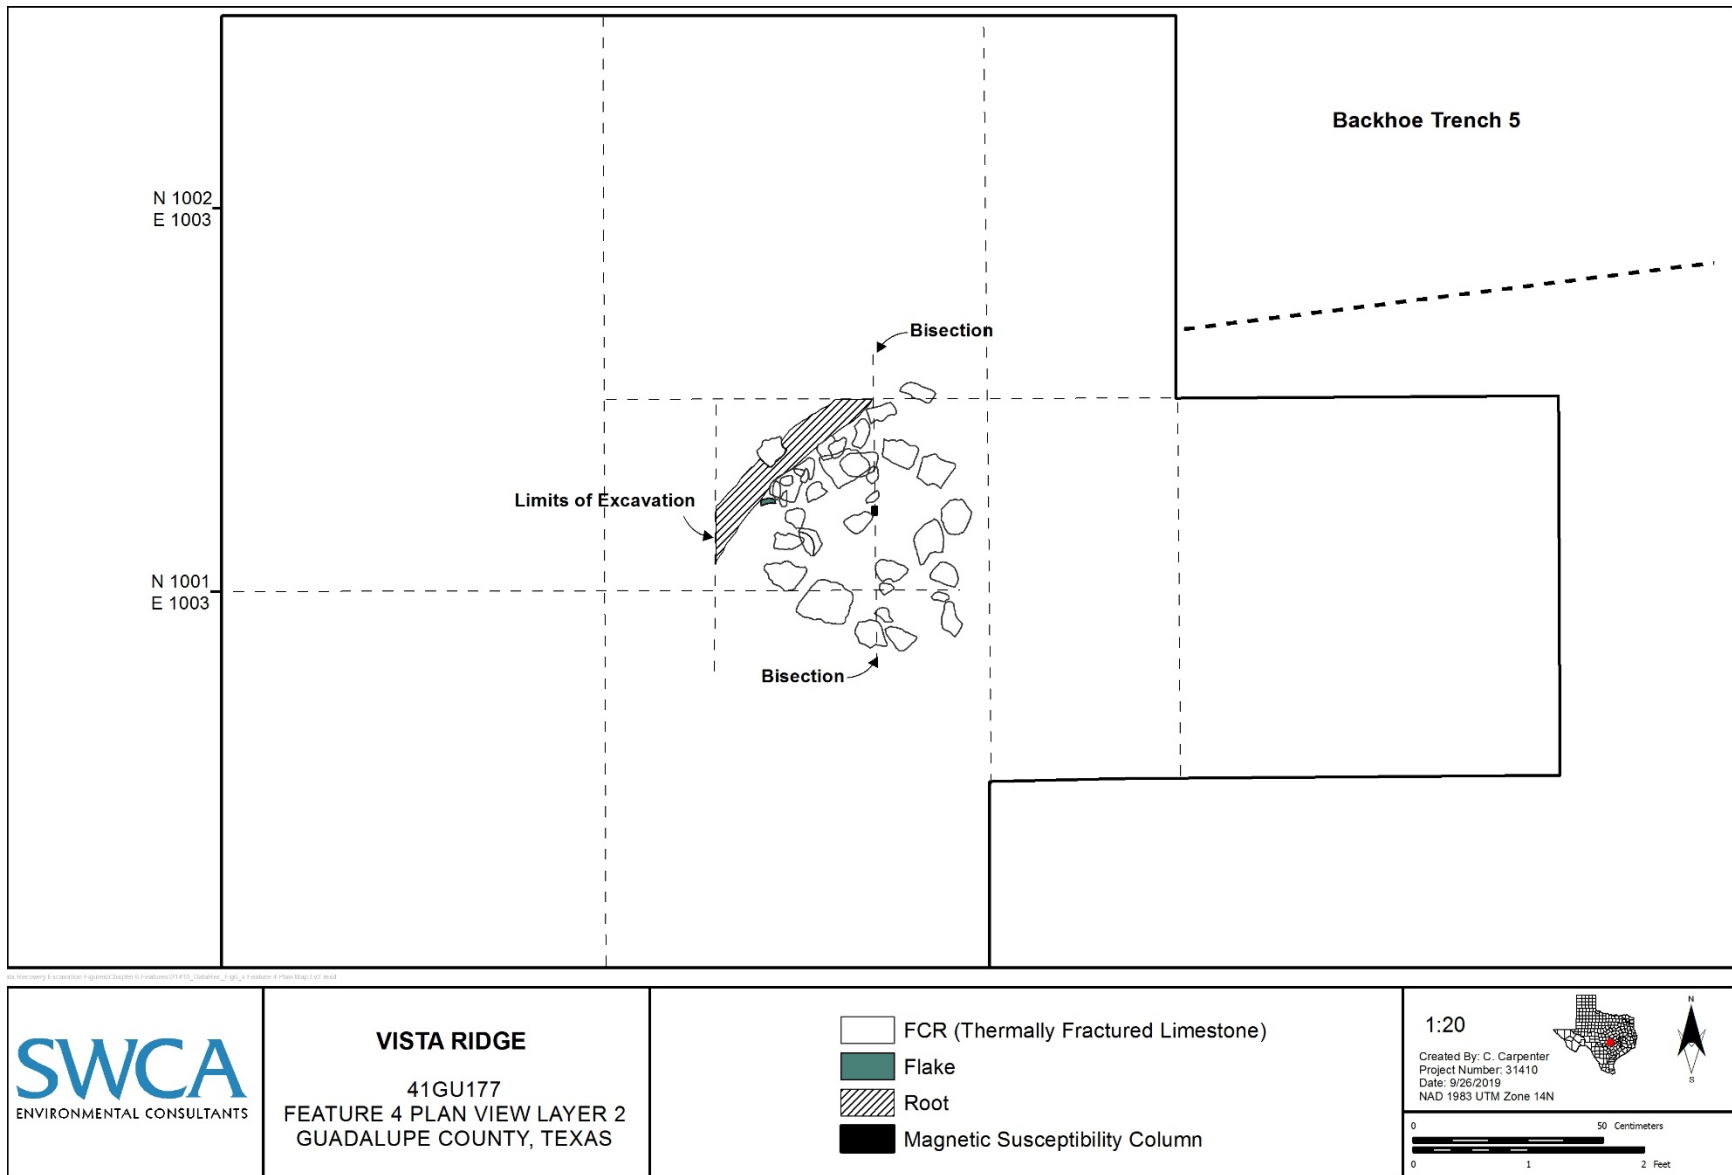 Backhoe Trench 5
N 1002
E 1003
Bisection
Limits of Excavation
N 1001
E 1003
Bisection
SWCA
ENVIRONMENTAL CONSULTANTS
VISTA RIDGE
41GU177
FEATURE 4 PLAN VIEW LAYER 2
GUADALUPE COUNTY, TEXAS
FCR (Thermally Fractured Limestone)
Flake
Root
Magnetic Susceptibility Column
1:20
Created By: C. Carpenter
Project Number: 31410
Date: 9/26/2019
NAD 1983 UTM Zone 14N
N
S
0 50 Centimeters
0 1 2 Feet